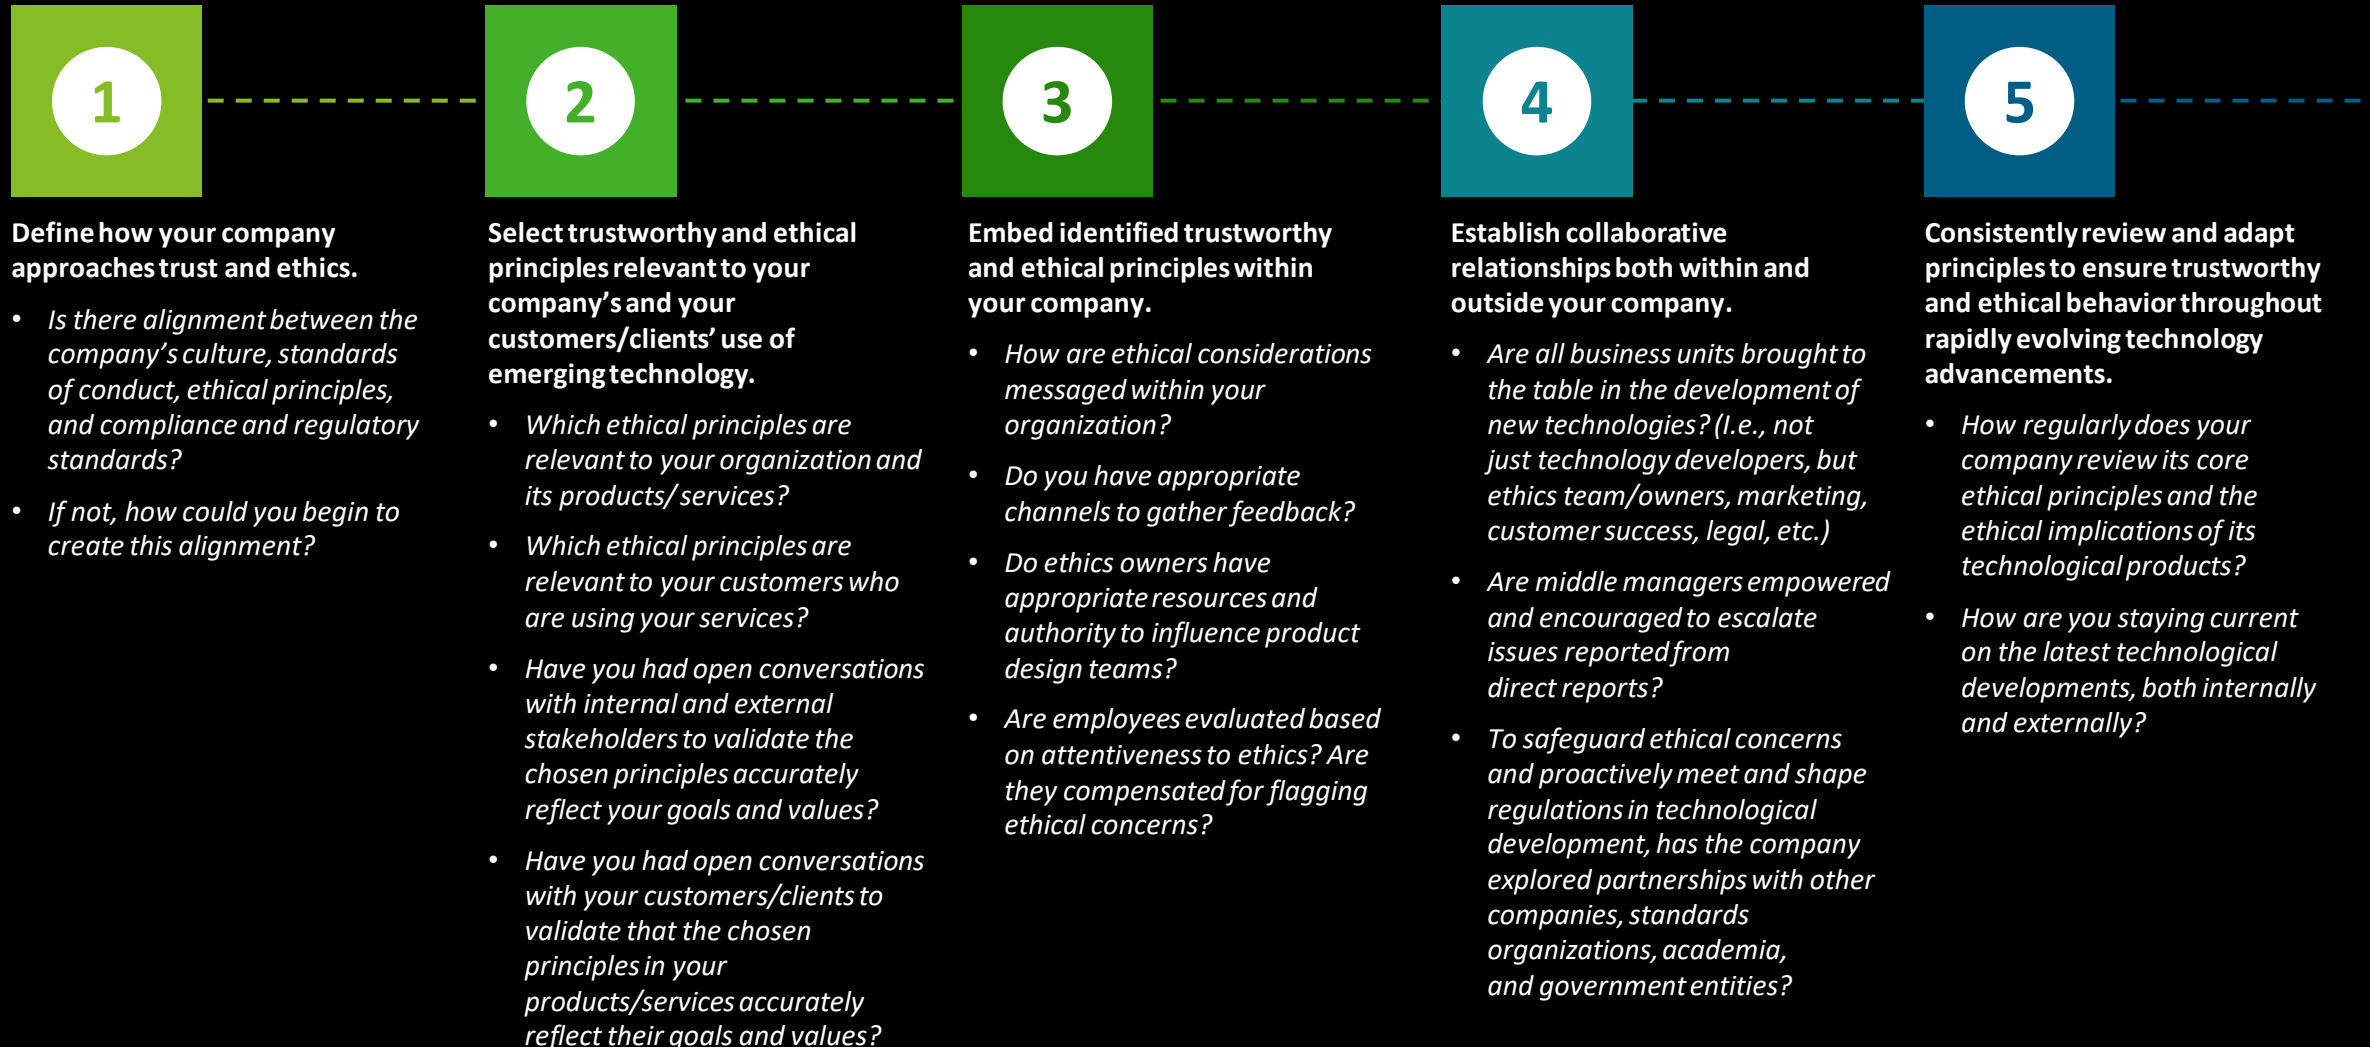 1
Define how your company
approaches trust and ethics.
• Is there alignment between the
company's culture, standards
of conduct, ethical principles,
and compliance and regulatory
standards?
• If not, how could you begin to
create this alignment?
2
Select trustworthy and ethical
principles relevant to your
company's and your
customers/clients' use of
emerging technology.
• Which ethical principles are
relevant to your organization and
its products/ services?
• Which ethical principles are
relevant to your customers who
are using your services?
• Have you had open conversations
with internal and external
stakeholders to validate the
chosen principles accurately
reflect your goals and values?
• Have you had open conversations
with your customers/clients to
validate that the chosen
principles in your
products/services accurately
reflect their goals and values?
3
Embed identified trustworthy
and ethical principles within
your company.
• How are ethical considerations
messaged within your
organization?
• Do you have appropriate
channels to gather feedback?
• Do ethics owners have
appropriate resources and
authority to influence product
design teams?
• Are employees evaluated based
on attentiveness to ethics? Are
they compensated for flagging
ethical concerns?
4
Establish collaborative
relationships both within and
outside your company.
• Are all business units brought to
the table in the development of
new technologies? (I.e., not
just technology developers, but
ethics team/owners, marketing,
customer success, legal, etc.)
• Are middle managers empowered
and encouraged to escalate
issues reported from
direct reports?
• To safeguard ethical concerns
and proactively meet and shape
regulations in technological
development, has the company
explored partnerships with other
companies, standards
organizations, academia,
and government entities?
5
Consistently review and adapt
principles to ensure trustworthy
and ethical behavior throughout
rapidly evolving technology
advancements.
• How regularly does your
company review its core
ethical principles and the
ethical implications of its
technological products?
• How are you staying current
on the latest technological
developments, both internally
and externally?